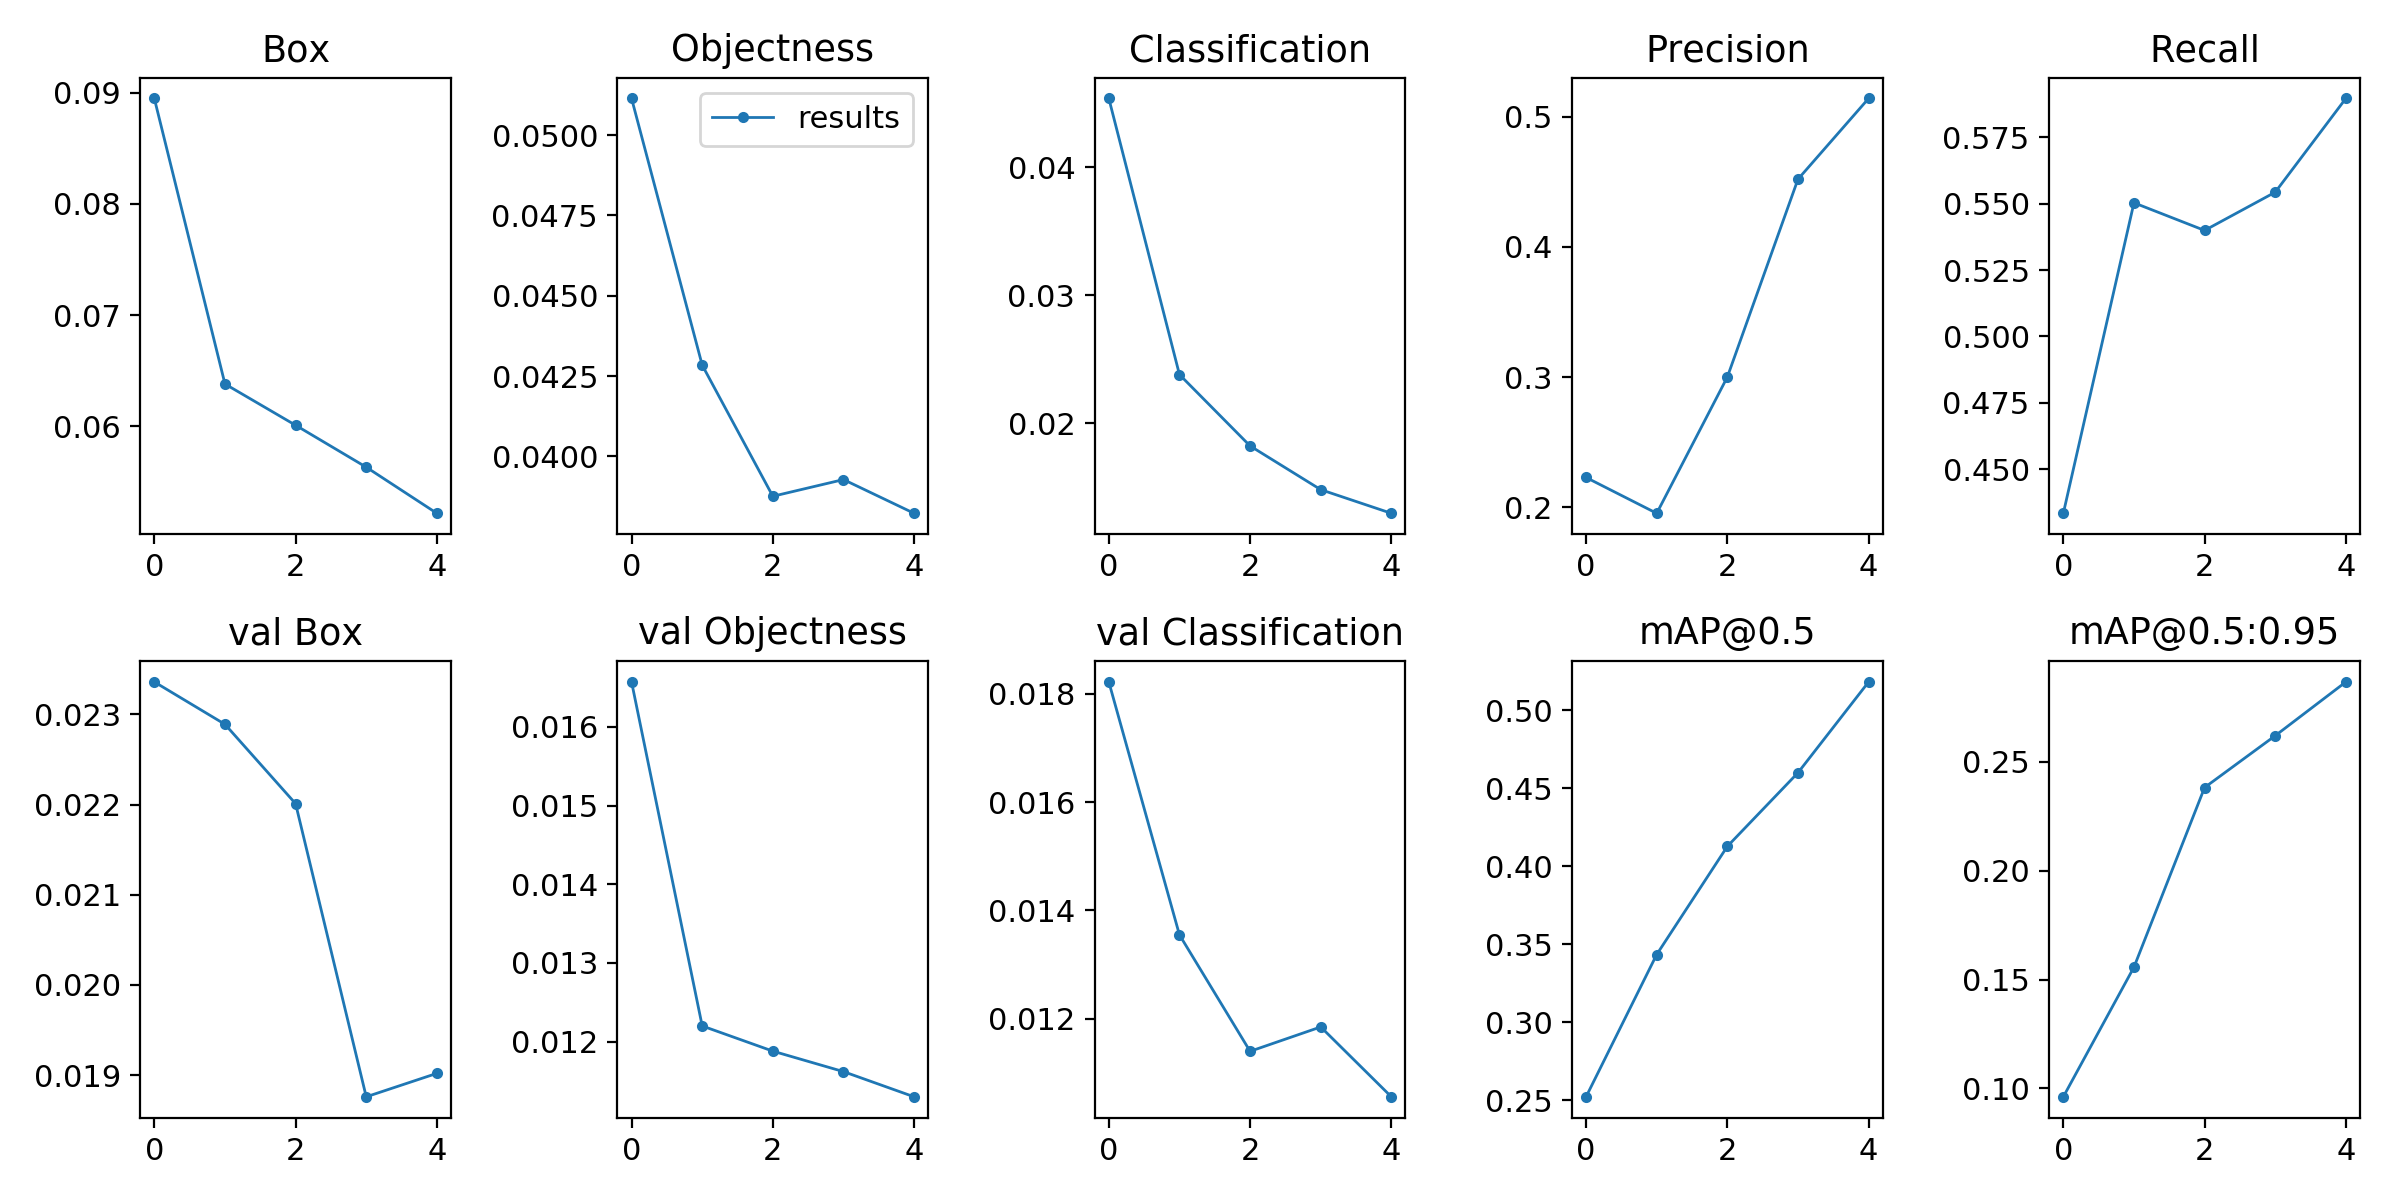 Box
Objectness
Classification
Precision
Recall
0.09
0.08
0.07
0.06
0 2 4
results
0.0500
0.0475
0.0450
0.0425
0.0400
0 2 4
0.04
0.03
0.02
0 2 4
0.5
0.4
0.3
0.2
0 2 4
0.575
0.550
0.525
0.500
0.475
0.450
0 2 4
val Box
val Objectness
val Classification
mAP@0.5
mAP@0.5:0.95
0.023
0.022
0.021
0.020
0.019
0 2 4
0.016
0.015
0.014
0.013
0.012
0 2 4
0.018
0.016
0.014
0.012
0 2 4
0.50
0.45
0.40
0.35
0.30
0.25
0 2 4
0.25
0.20
0.15
0.10
0 2 4